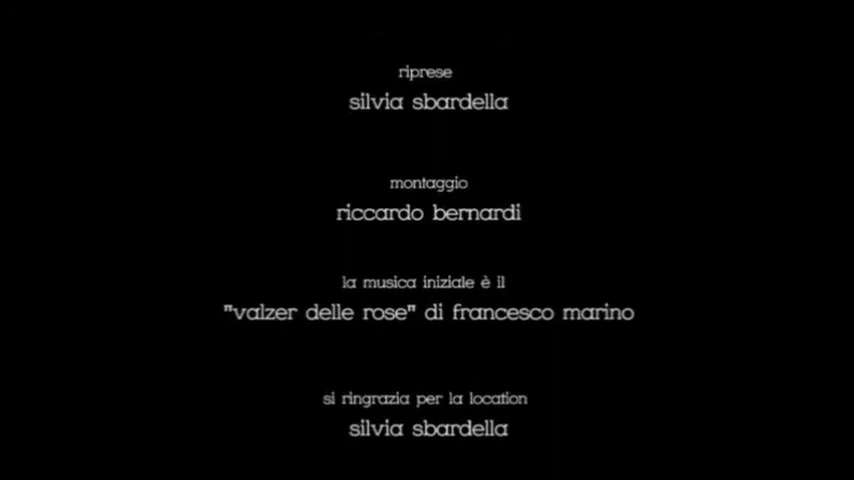 riprese
silvia sbardella
montaggio
riccardo bernardi
la musica iniziale è il
"valzer delle rose" di francesco marino
si ringrazia per la location
silvia sbardella